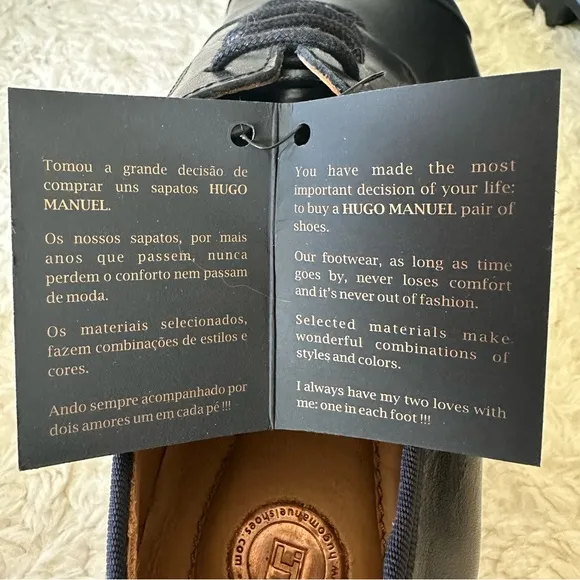 Tomou a grande decisão de
comprar uns sapatos HUGO
MANUEL.
Os nossos sapatos, por mais
anos que passem, nunca
perdem o conforto nem passam
de moda.
Os materiais selecionados,
fazem combinações de estilos e
cores.
Ando sempre acompanhado por
dois amores um em cada pé !!!
You have made the most
important decision of your life:
to buy a HUGO MANUEL pair of
shoes.
Our footwear, as long as time
goes by, never loses comfort
and it's never out of fashion.
Selected materials make
wonderful combinations of
styles and colors.
I always have my two loves with
me: one in each foot !!!
www.hugomanuelshoes.com